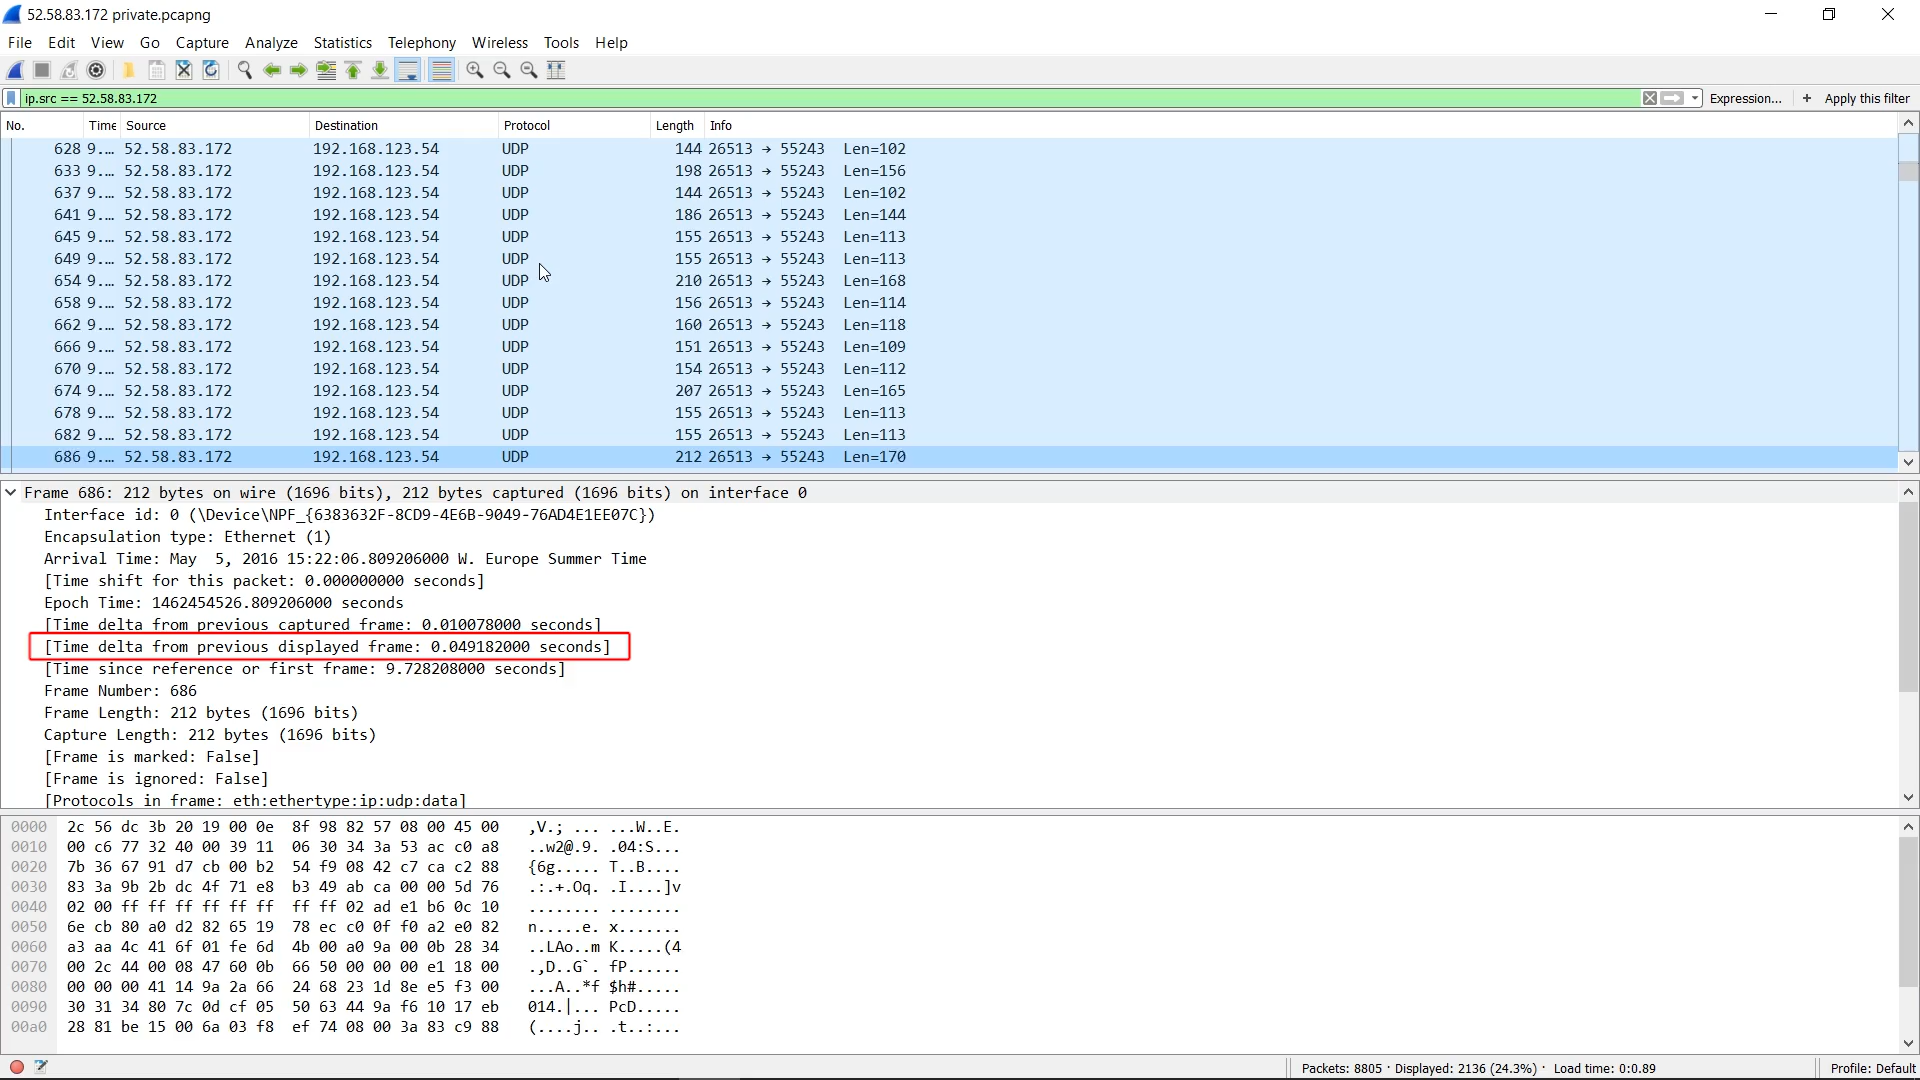 52.58.83.172 private.pcapng
File Edit View Go Capture Analyze Statistics Telephony Wireless Tools Help
ip.src == 52.58.83.172 Expression... + Apply this filter
No. Time Source Destination Protocol Length Info
628 9.… 52.58.83.172 192.168.123.54 UDP 144 26513 → 55243 Len=102
633 9.… 52.58.83.172 192.168.123.54 UDP 198 26513 → 55243 Len=156
637 9.… 52.58.83.172 192.168.123.54 UDP 144 26513 → 55243 Len=102
641 9.… 52.58.83.172 192.168.123.54 UDP 186 26513 → 55243 Len=144
645 9.… 52.58.83.172 192.168.123.54 UDP 155 26513 → 55243 Len=113
649 9.… 52.58.83.172 192.168.123.54 UDP 155 26513 → 55243 Len=113
654 9.… 52.58.83.172 192.168.123.54 UDP 210 26513 → 55243 Len=168
658 9.… 52.58.83.172 192.168.123.54 UDP 156 26513 → 55243 Len=114
662 9.… 52.58.83.172 192.168.123.54 UDP 160 26513 → 55243 Len=118
666 9.… 52.58.83.172 192.168.123.54 UDP 151 26513 → 55243 Len=109
670 9.… 52.58.83.172 192.168.123.54 UDP 154 26513 → 55243 Len=112
674 9.… 52.58.83.172 192.168.123.54 UDP 207 26513 → 55243 Len=165
678 9.… 52.58.83.172 192.168.123.54 UDP 155 26513 → 55243 Len=113
682 9.… 52.58.83.172 192.168.123.54 UDP 155 26513 → 55243 Len=113
686 9.… 52.58.83.172 192.168.123.54 UDP 212 26513 → 55243 Len=170
Frame 686: 212 bytes on wire (1696 bits), 212 bytes captured (1696 bits) on interface 0
Interface id: 0 (\Device\NPF_{6383632F-8CD9-4E6B-9049-76AD4E1EE07C})
Encapsulation type: Ethernet (1)
Arrival Time: May  5, 2016 15:22:06.809206000 W. Europe Summer Time
[Time shift for this packet: 0.000000000 seconds]
Epoch Time: 1462454526.809206000 seconds
[Time delta from previous captured frame: 0.010078000 seconds]
[Time delta from previous displayed frame: 0.049182000 seconds]
[Time since reference or first frame: 9.728208000 seconds]
Frame Number: 686
Frame Length: 212 bytes (1696 bits)
Capture Length: 212 bytes (1696 bits)
[Frame is marked: False]
[Frame is ignored: False]
[Protocols in frame: eth:ethertype:ip:udp:data]
0000 2c 56 dc 3b 20 19 00 0e 8f 98 82 57 08 00 45 00 ,V.; ... ...W..E.
0010 00 c6 77 32 40 00 39 11 06 30 34 3a 53 ac c0 a8 ..w2@.9. .04:S...
0020 7b 36 67 91 d7 cb 00 b2 54 f9 08 42 c7 ca c2 88 {6g..... T..B....
0030 83 3a 9b 2b dc 4f 71 e8 b3 49 ab ca 00 00 5d 76 .:.+.Oq. .I....]v
0040 02 00 ff ff ff ff ff ff ff ff 02 ad e1 b6 0c 10 ........ ........
0050 6e cb 80 a0 d2 82 65 19 78 ec c0 0f f0 a2 e0 82 n.....e. x.......
0060 a3 aa 4c 41 6f 01 fe 6d 4b 00 a0 9a 00 0b 28 34 ..LAo..m K.....(4
0070 00 2c 44 00 08 47 60 0b 66 50 00 00 00 e1 18 00 .,D..G`. fP......
0080 00 00 00 41 14 9a 2a 66 24 68 23 1d 8e e5 f3 00 ...A..*f $h#.....
0090 30 31 34 80 7c 0d cf 05 50 63 44 9a f6 10 17 eb 014.|... PcD.....
00a0 28 81 be 15 00 6a 03 f8 ef 74 08 00 3a 83 c9 88 (....j.. .t..:...
Packets: 8805 · Displayed: 2136 (24.3%) · Load time: 0:0.89 Profile: Default